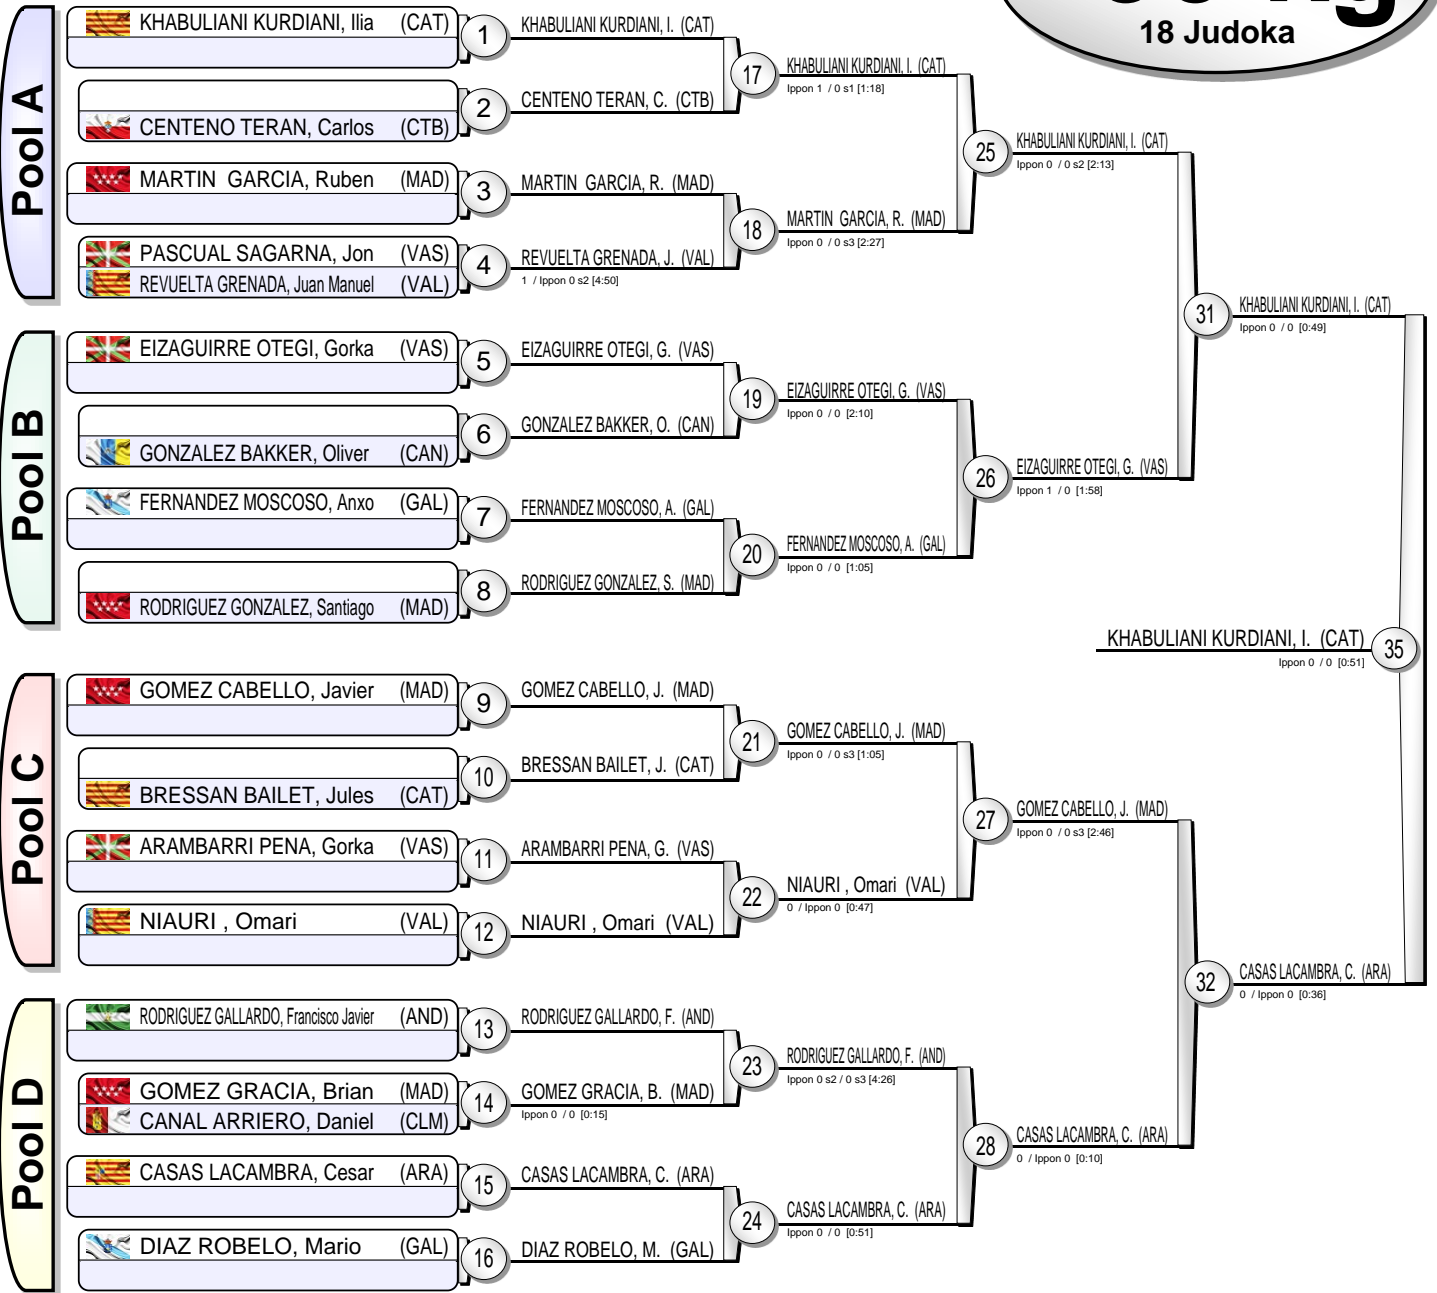 18 Judoka
Pool A
KHABULIANI KURDIANI, Ilia (CAT)
1
KHABULIANI KURDIANI, I. (CAT)
CENTENO TERAN, Carlos (CTB)
2
CENTENO TERAN, C. (CTB)
17
KHABULIANI KURDIANI, I. (CAT)
Ippon 1 / 0 s1 [1:18]
MARTIN GARCIA, Ruben (MAD)
3
MARTIN GARCIA, R. (MAD)
PASCUAL SAGARNA, Jon (VAS)
REVUELTA GRENADA, Juan Manuel (VAL)
4
REVUELTA GRENADA, J. (VAL)
1 / Ippon 0 s2 [4:50]
18
MARTIN GARCIA, R. (MAD)
Ippon 0 / 0 s3 [2:27]
25
KHABULIANI KURDIANI, I. (CAT)
Ippon 0 / 0 s2 [2:13]
Pool B
EIZAGUIRRE OTEGI, Gorka (VAS)
5
EIZAGUIRRE OTEGI, G. (VAS)
GONZALEZ BAKKER, Oliver (CAN)
6
GONZALEZ BAKKER, O. (CAN)
19
EIZAGUIRRE OTEGI, G. (VAS)
Ippon 0 / 0 [2:10]
FERNANDEZ MOSCOSO, Anxo (GAL)
7
FERNANDEZ MOSCOSO, A. (GAL)
RODRIGUEZ GONZALEZ, Santiago (MAD)
8
RODRIGUEZ GONZALEZ, S. (MAD)
20
FERNANDEZ MOSCOSO, A. (GAL)
Ippon 0 / 0 [1:05]
26
EIZAGUIRRE OTEGI, G. (VAS)
Ippon 1 / 0 [1:58]
31
KHABULIANI KURDIANI, I. (CAT)
Ippon 0 / 0 [0:49]
KHABULIANI KURDIANI, I. (CAT)
Ippon 0 / 0 [0:51]
35
Pool C
GOMEZ CABELLO, Javier (MAD)
9
GOMEZ CABELLO, J. (MAD)
BRESSAN BAILET, Jules (CAT)
10
BRESSAN BAILET, J. (CAT)
21
GOMEZ CABELLO, J. (MAD)
Ippon 0 / 0 s3 [1:05]
ARAMBARRI PENA, Gorka (VAS)
11
ARAMBARRI PENA, G. (VAS)
NIAURI , Omari (VAL)
12
NIAURI , Omari (VAL)
22
NIAURI , Omari (VAL)
0 / Ippon 0 [0:47]
27
GOMEZ CABELLO, J. (MAD)
Ippon 0 / 0 s3 [2:46]
Pool D
RODRIGUEZ GALLARDO, Francisco Javier (AND)
13
RODRIGUEZ GALLARDO, F. (AND)
GOMEZ GRACIA, Brian (MAD)
CANAL ARRIERO, Daniel (CLM)
14
GOMEZ GRACIA, B. (MAD)
Ippon 0 / 0 [0:15]
23
RODRIGUEZ GALLARDO, F. (AND)
Ippon 0 s2 / 0 s3 [4:26]
CASAS LACAMBRA, Cesar (ARA)
15
CASAS LACAMBRA, C. (ARA)
DIAZ ROBELO, Mario (GAL)
16
DIAZ ROBELO, M. (GAL)
24
CASAS LACAMBRA, C. (ARA)
Ippon 0 / 0 [0:51]
28
CASAS LACAMBRA, C. (ARA)
0 / Ippon 0 [0:10]
32
CASAS LACAMBRA, C. (ARA)
0 / Ippon 0 [0:36]